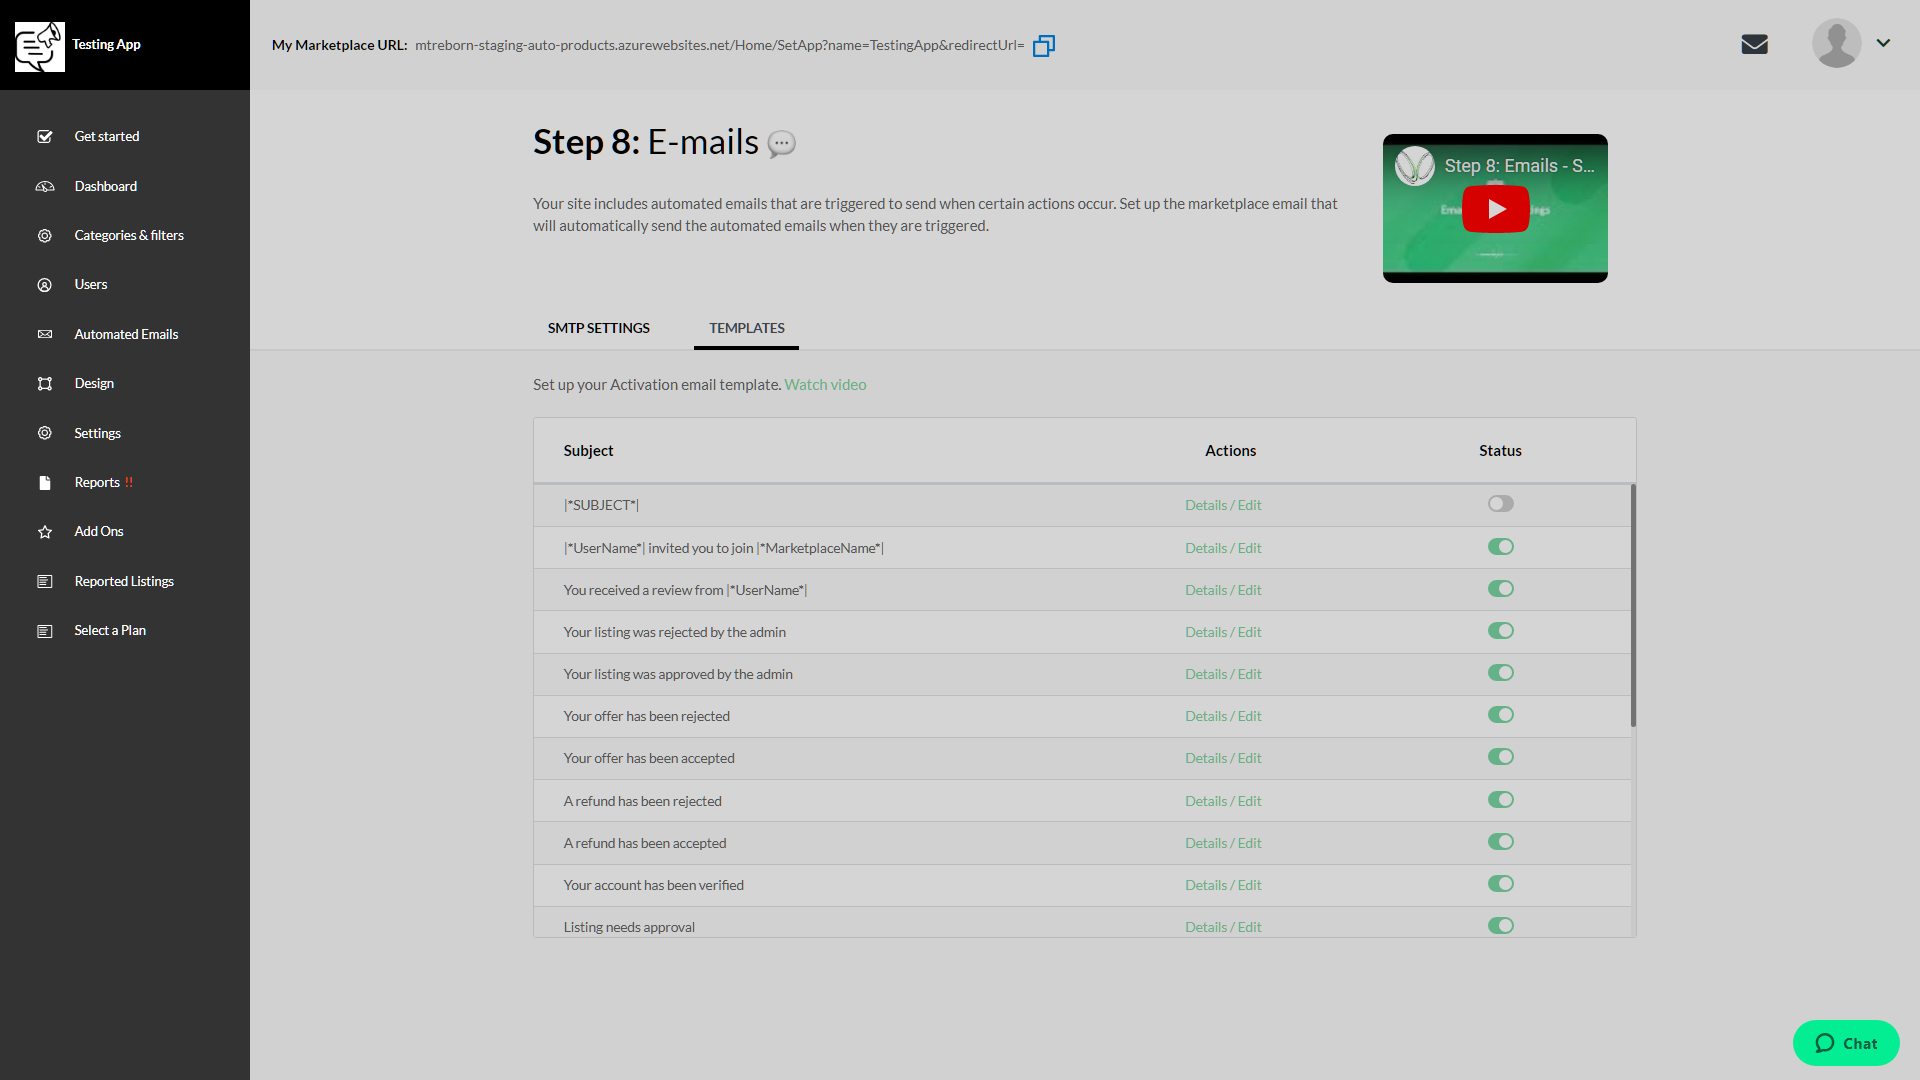 Testing App
My Marketplace URL: mtreborn-staging-auto-products.azurewebsites.net/Home/SetApp?name=TestingApp&redirectUrl=
Get started
Dashboard
Categories & filters
Users
Automated Emails
Design
Settings
Reports !!
Add Ons
Reported Listings
Select a Plan
Step 8: E-mails
Your site includes automated emails that are triggered to send when certain actions occur. Set up the marketplace email that
will automatically send the automated emails when they are triggered.
Step 8: Emails - S...
SMTP SETTINGS TEMPLATES
Set up your Activation email template. Watch video
Subject Actions Status
|*SUBJECT*| Details / Edit
|*UserName*| invited you to join |*MarketplaceName*| Details / Edit
You received a review from |*UserName*| Details / Edit
Your listing was rejected by the admin Details / Edit
Your listing was approved by the admin Details / Edit
Your offer has been rejected Details / Edit
Your offer has been accepted Details / Edit
A refund has been rejected Details / Edit
A refund has been accepted Details / Edit
Your account has been verified Details / Edit
Listing needs approval Details / Edit
Chat